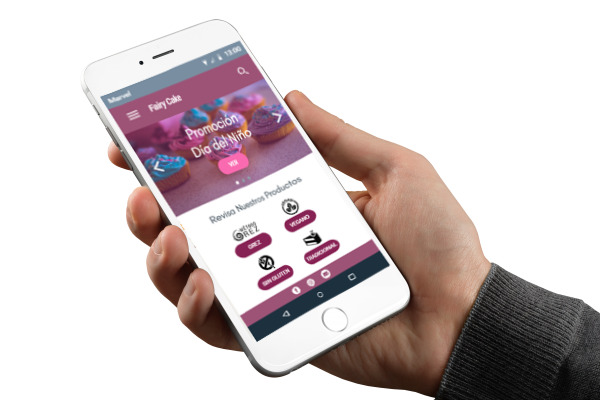 Marvel 13:00
Fairy Cake
Promoción
Día del Niño
VER
Revisa Nuestros Productos
MÉTODO
GREZ
GREZ
VEGANO
SIN GLUTEN
TRADICIONAL